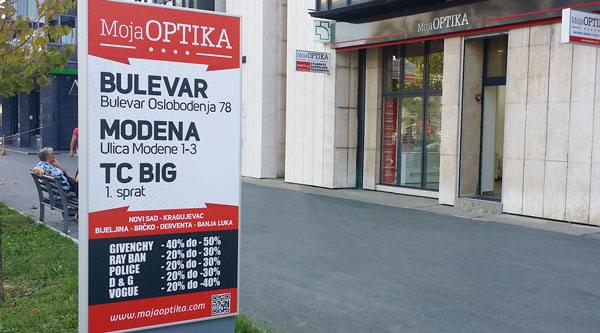 MojaOPTIKA
BULEVAR
Bulevar Oslobođenja 78
MODENA
Ulica Modene 1-3
TC BIG
1. sprat
NOVI SAD - KRAGUJEVAC
BIJELJINA - BRČKO - DERVENTA - BANJA LUKA
GIVENCHY - 40% do - 50%
RAY BAN - 20% do - 30%
POLICE - 20% do - 30%
D & G - 20% do - 30%
VOGUE - 20% do - 40%
www.mojaoptika.com
MojaOPTIKA
MojaOPTIKA
MojaOPTIKA